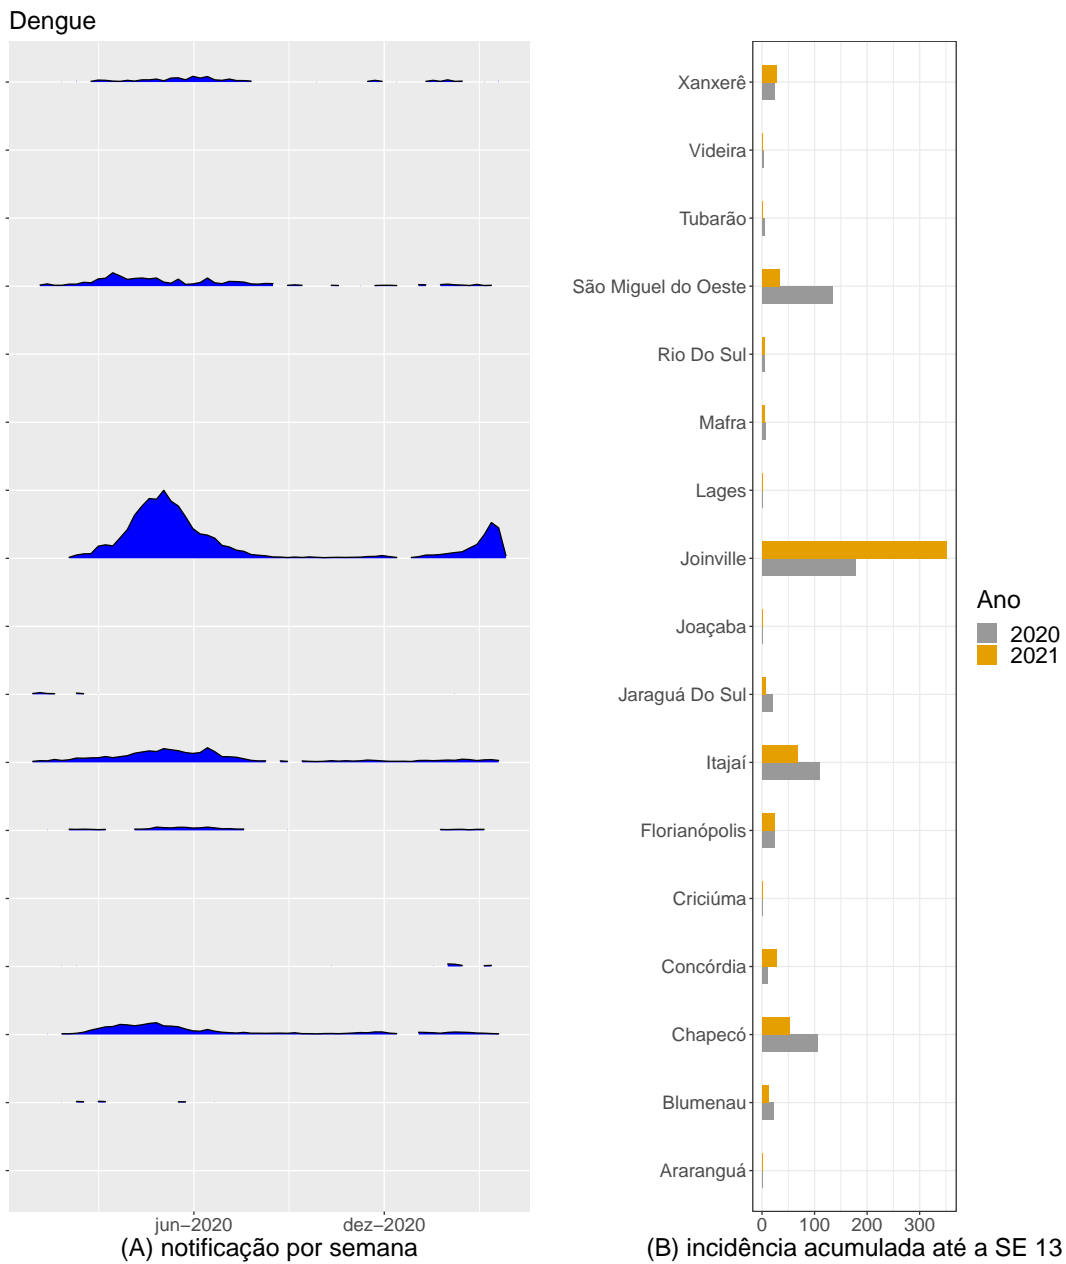 Dengue
Xanxerê
Videira
Tubarão
São Miguel do Oeste
Rio Do Sul
Mafra
Lages
Joinville
Joaçaba
Jaraguá Do Sul
Itajaí
Florianópolis
Criciúma
Concórdia
Chapecó
Blumenau
Araranguá
jun−2020 dez−2020
(A) notificação por semana
0 100 200 300
(B) incidência acumulada até a SE 13
Ano
2020
2021